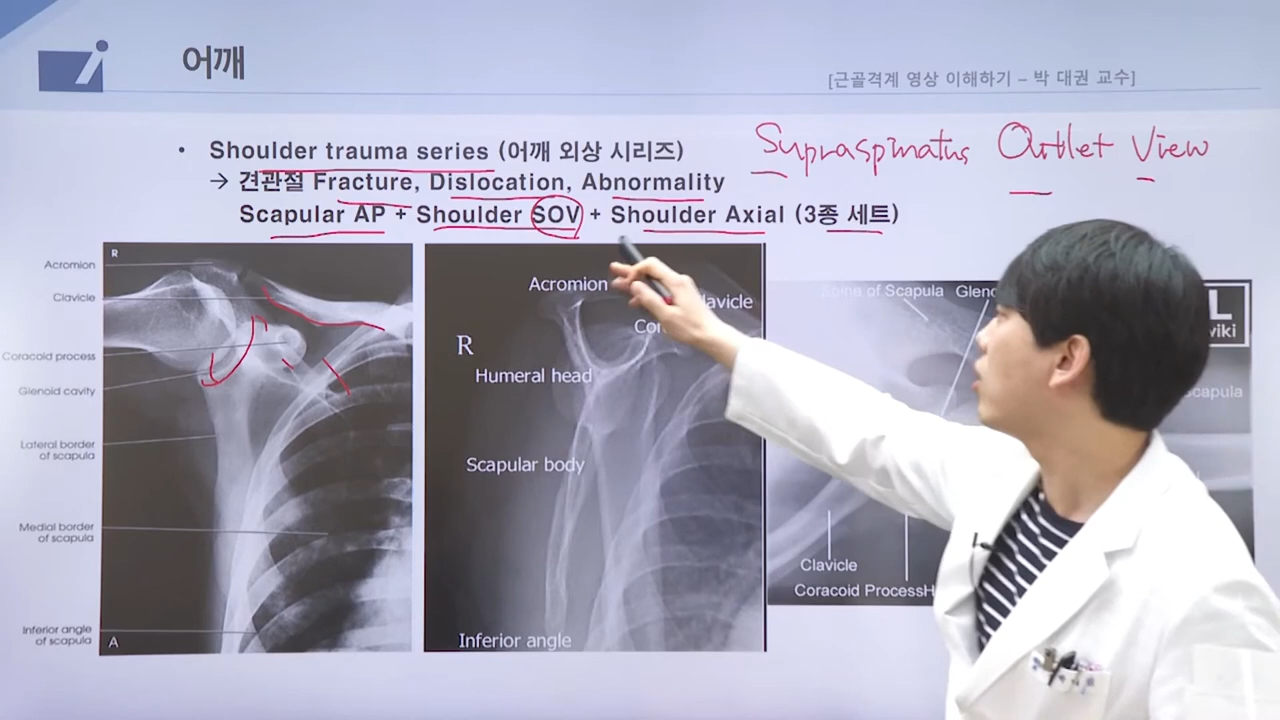 어깨
[근골격계 영상 이해하기 – 박 대권 교수]
• Shoulder trauma series (어깨 외상 시리즈)
Supraspinatus Outlet View
→ 견관절 Fracture, Dislocation, Abnormality
Scapular AP + Shoulder SOV + Shoulder Axial (3종 세트)
R
Acromion
Clavicle
Coracoid process
Glenoid cavity
Lateral border
of scapula
Medial border
of scapula
Inferior angle
of scapula
A
Acromion
R
Humeral head
Scapular body
Inferior angle
Spina of Scapula
L
wiki
Clavicle
Coracoid Process